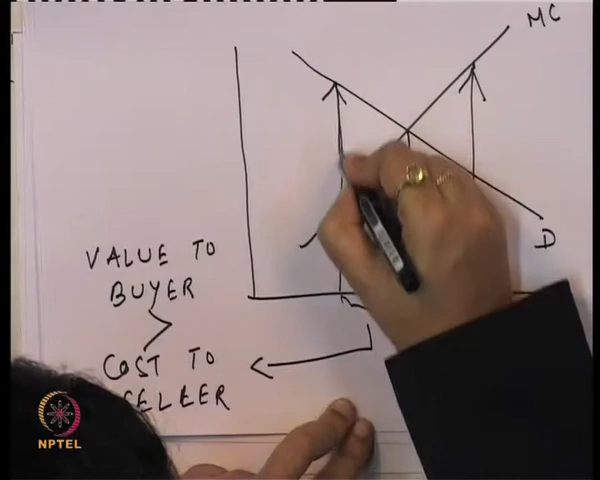 MC
D
VALUE TO
BUYER
>
COST TO
SELLER
NPTEL